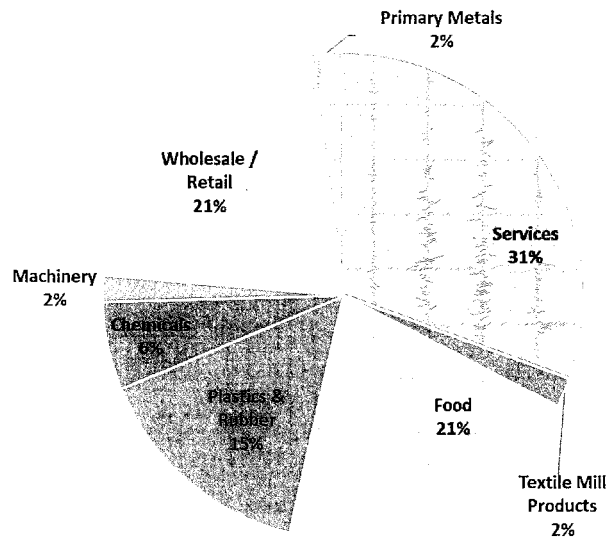 Primary Metals
2%
Wholesale /
Retail
21%
Services
31%
Machinery
2%
Chemicals
6%
Plastics &
Rubber
15%
Food
21%
Textile Mill
Products
2%